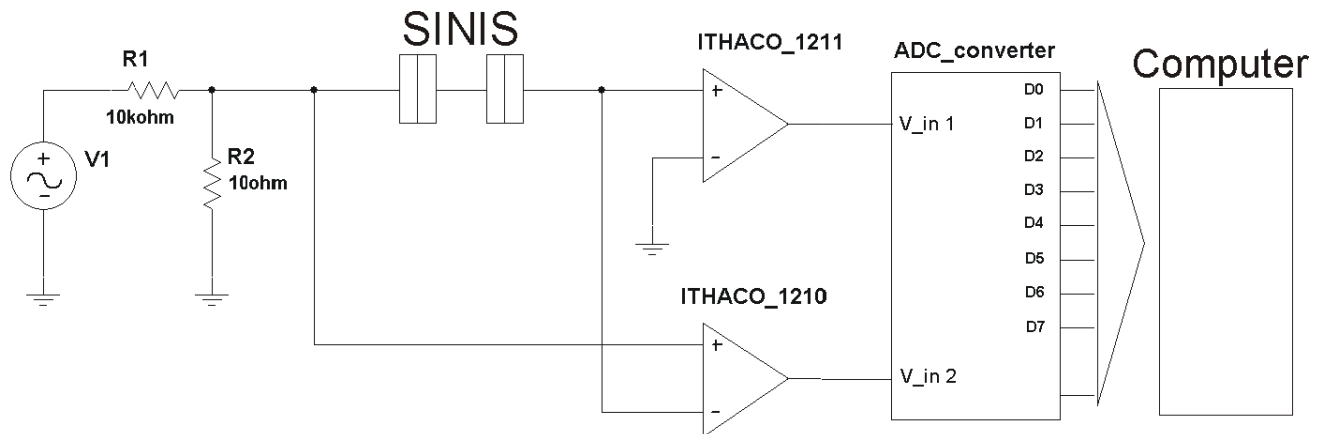 SINIS
ITHACO_1211
ADC_converter
Computer
R1
10kohm
V1
R2
10ohm
+
-
+
-
V_in 1
D0
D1
D2
D3
D4
D5
D6
D7
ITHACO_1210
+
-
V_in 2